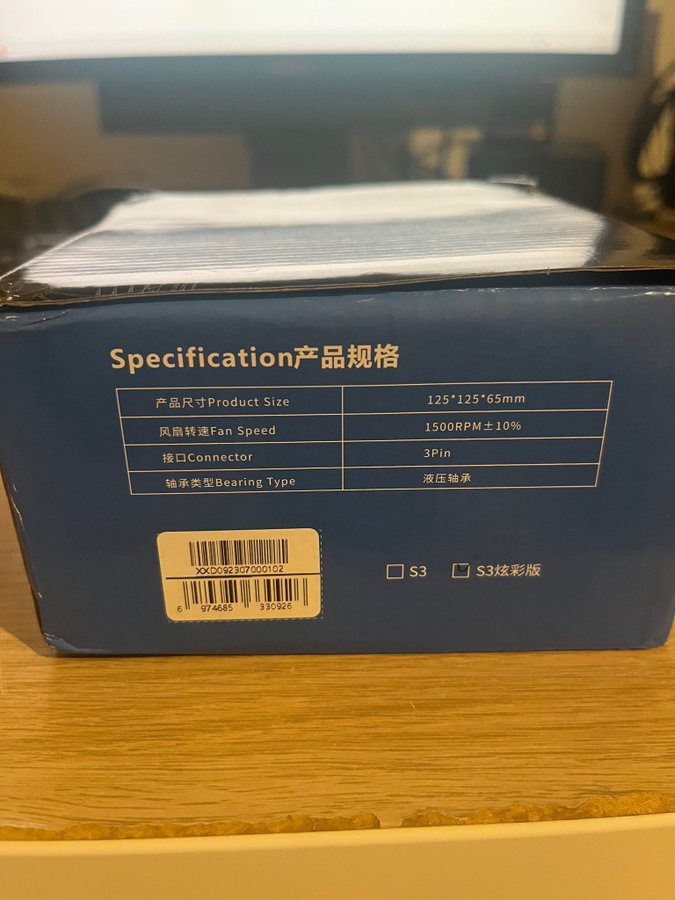 Specification产品规格
产品尺寸Product Size 125*125*65mm
风扇转速Fan Speed 1500RPM±10%
接口Connector 3Pin
轴承类型Bearing Type 液压轴承
XXD092307000102
6 974685 330926
S3 S3炫彩版